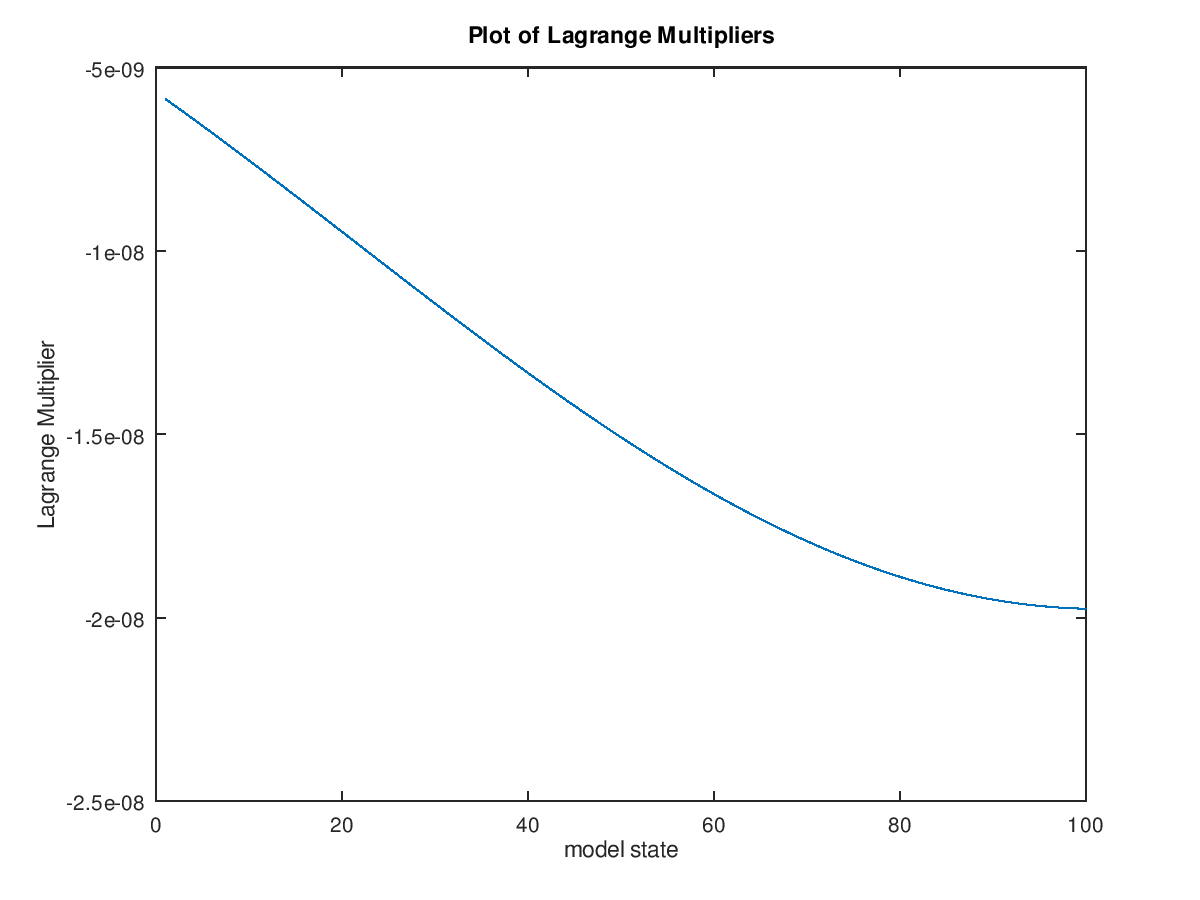 Plot of Lagrange Multipliers
-5e-09
-1e-08
-1.5e-08
-2e-08
-2.5e-08
Lagrange Multiplier
0 20 40 60 80 100
model state